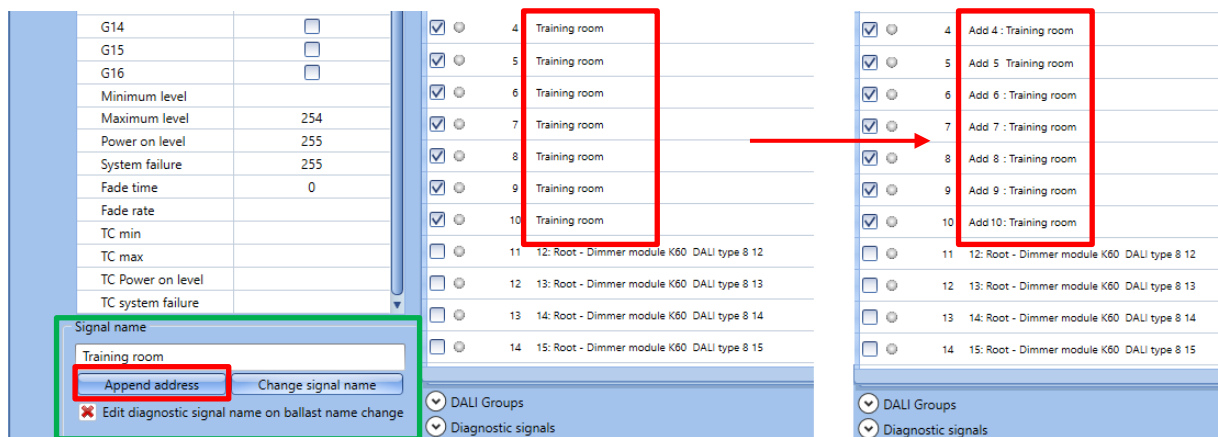 G14
G15
G16
Minimum level
Maximum level 254
Power on level 255
System failure 255
Fade time 0
Fade rate
TC min
TC max
TC Power on level
TC system failure
Signal name
Training room
Append address Change signal name
Edit diagnostic signal name on ballast name change
4 Training room
5 Training room
6 Training room
7 Training room
8 Training room
9 Training room
10 Training room
11 12: Root - Dimmer module K60 DALI type 8 12
12 13: Root - Dimmer module K60 DALI type 8 13
13 14: Root - Dimmer module K60 DALI type 8 14
14 15: Root - Dimmer module K60 DALI type 8 15
DALI Groups
Diagnostic signals
4 Add 4 : Training room
5 Add 5 Training room
6 Add 6 : Training room
7 Add 7 : Training room
8 Add 8 : Training room
9 Add 9 : Training room
10 Add 10: Training room
11 12: Root - Dimmer module K60 DALI type 8 12
12 13: Root - Dimmer module K60 DALI type 8 13
13 14: Root - Dimmer module K60 DALI type 8 14
14 15: Root - Dimmer module K60 DALI type 8 15
DALI Groups
Diagnostic signals